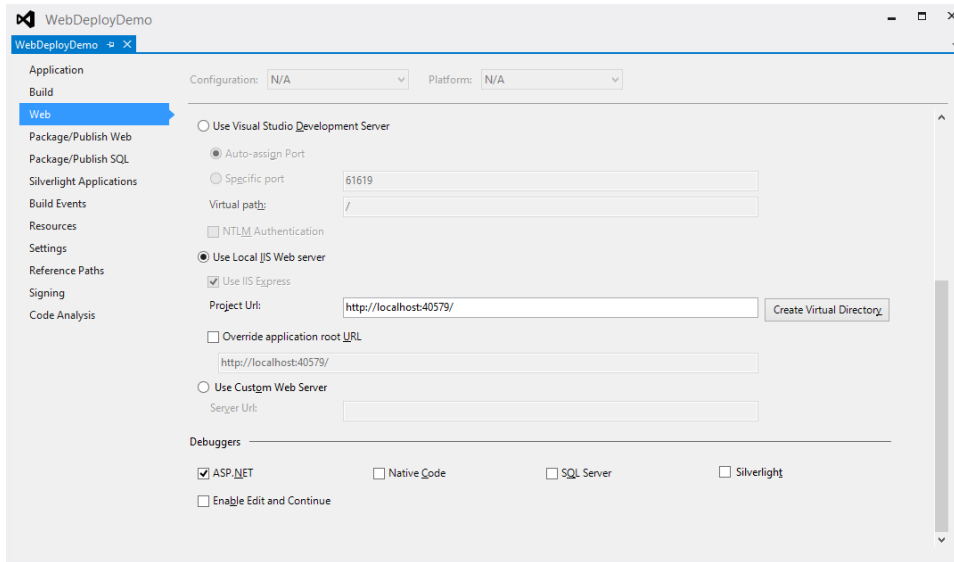 WebDeployDemo
WebDeployDemo
Application
Build
Web
Package/Publish Web
Package/Publish SQL
Silverlight Applications
Build Events
Resources
Settings
Reference Paths
Signing
Code Analysis
Configuration: N/A Platform: N/A
Use Visual Studio Development Server
Auto-assign Port
Specific port 61619
Virtual path: /
NTLM Authentication
Use Local IIS Web server
Use IIS Express
Project Url: http://localhost:40579/ Create Virtual Directory
Override application root URL
http://localhost:40579/
Use Custom Web Server
Server Url:
Debuggers
ASP.NET Native Code SQL Server Silverlight
Enable Edit and Continue